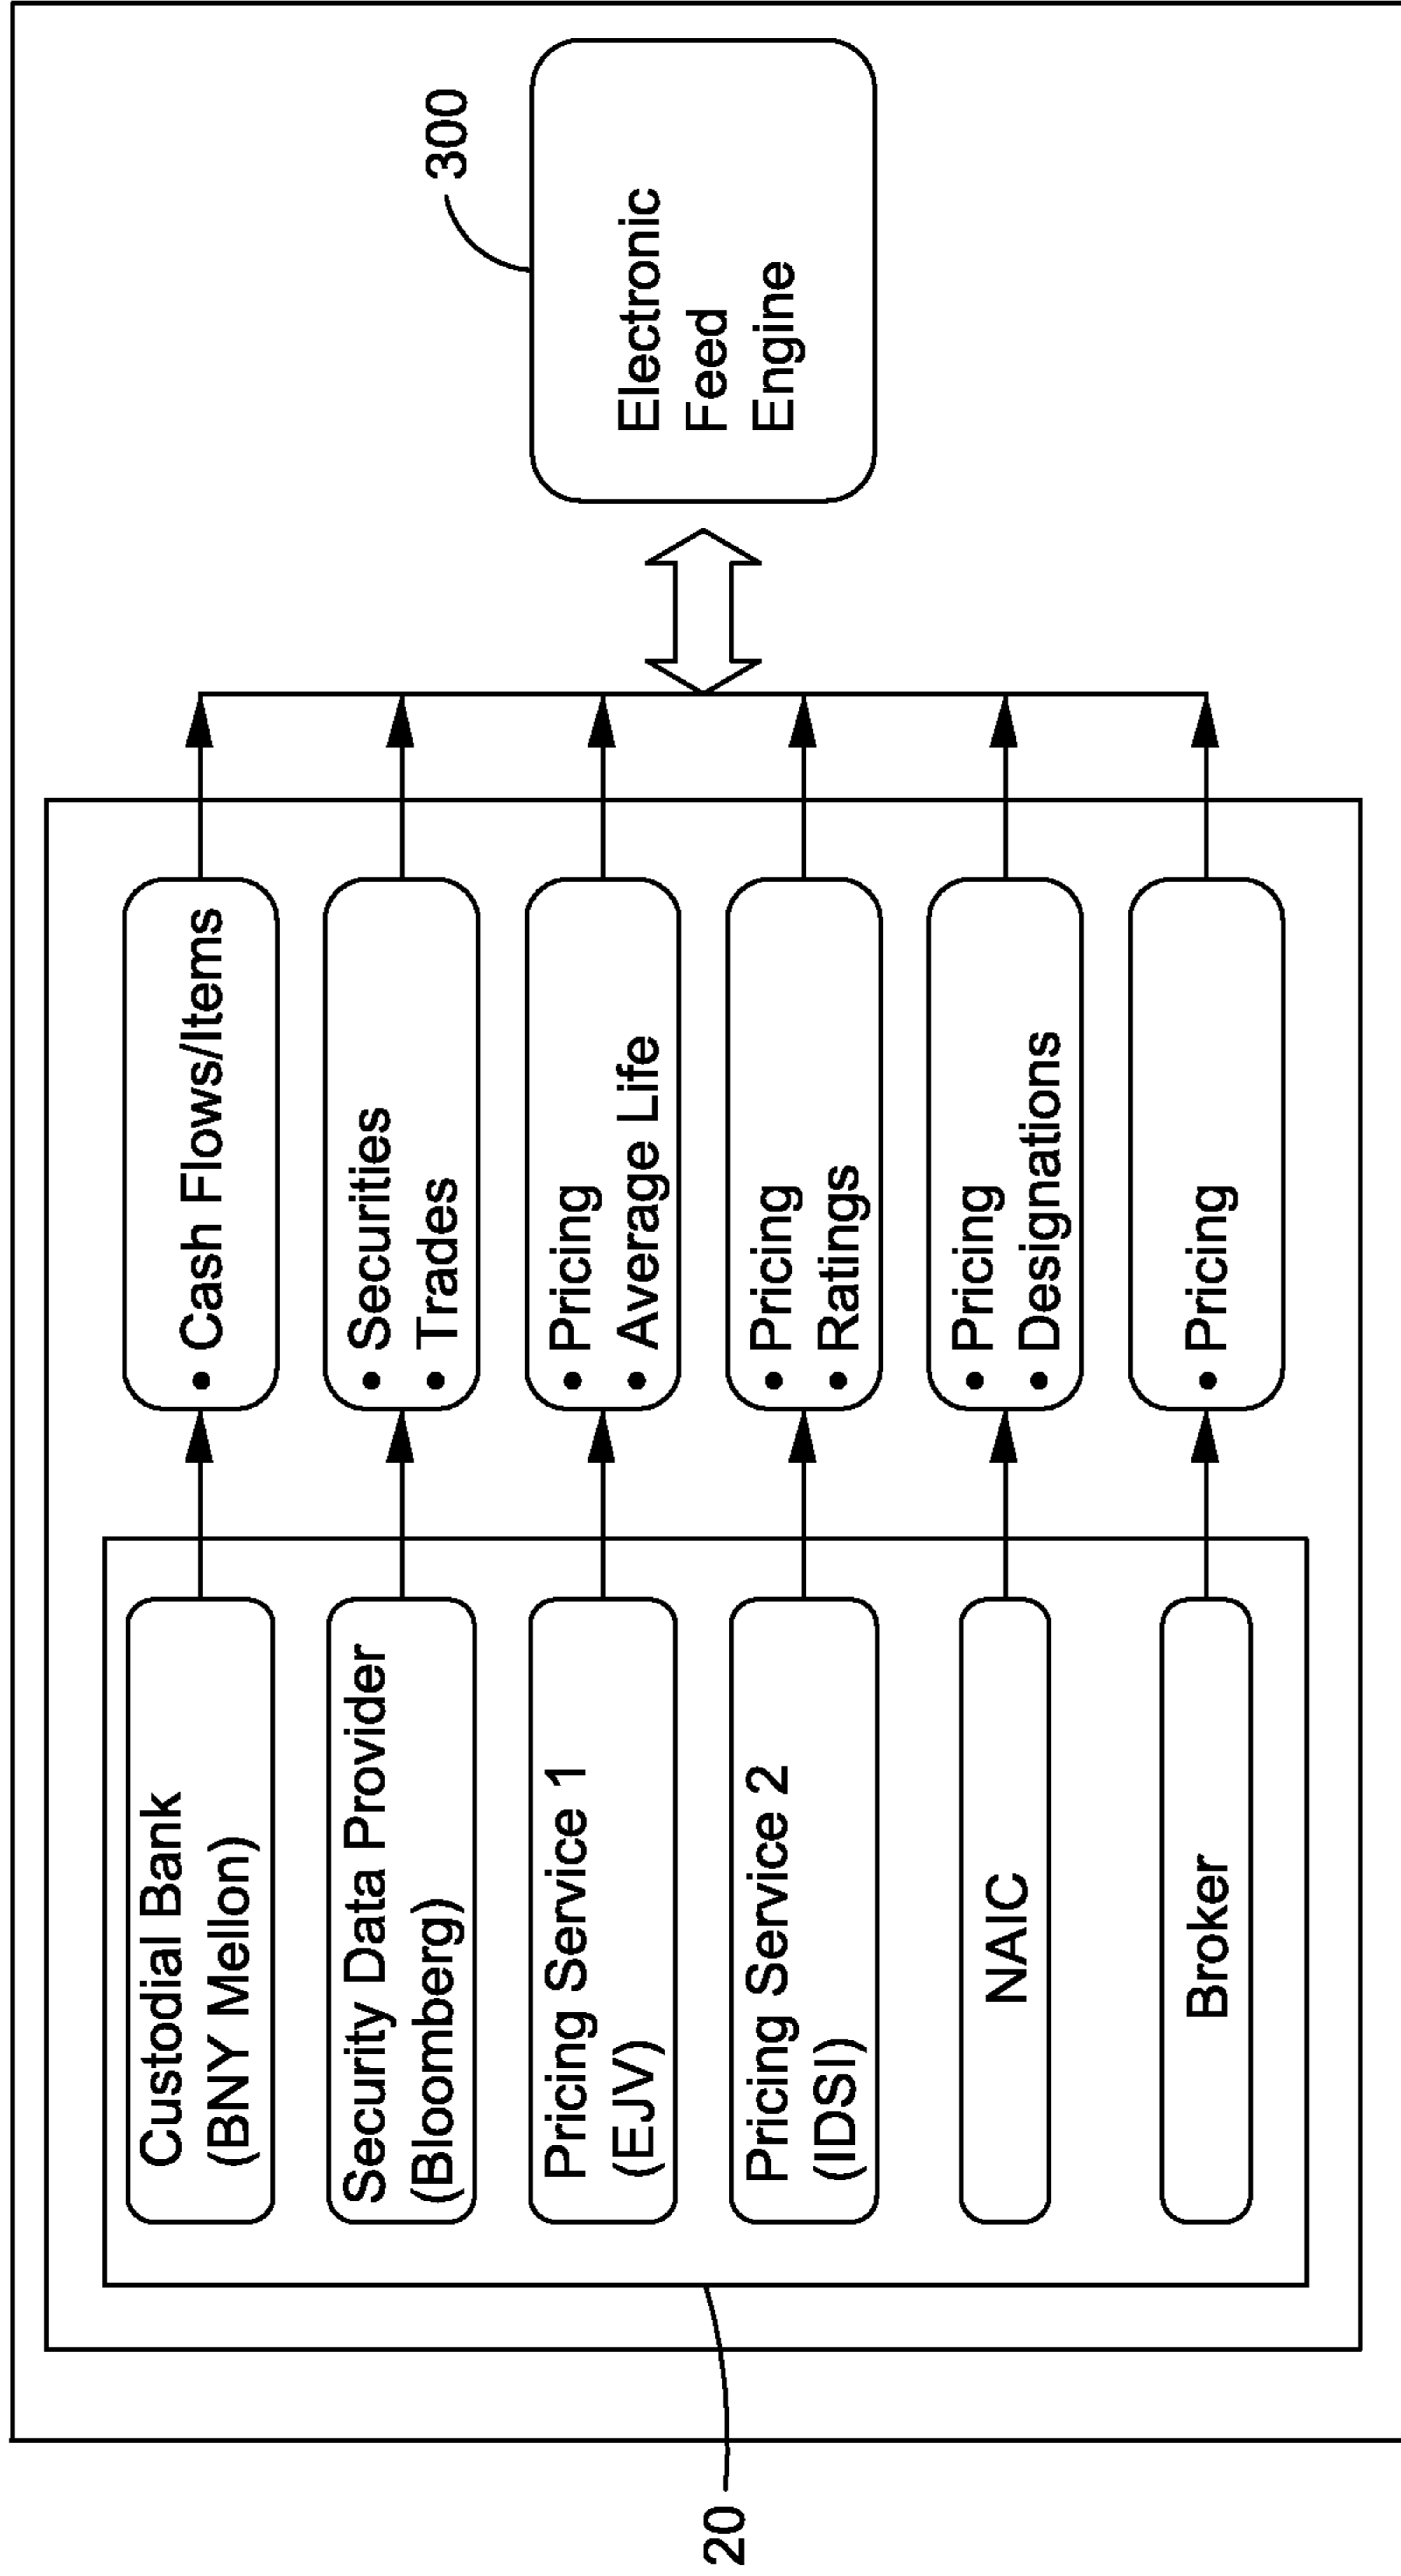 Custodial Bank
(BNY Mellon)
• Cash Flows/Items
Security Data Provider
(Bloomberg)
• Securities
• Trades
Pricing Service 1
(EJV)
• Pricing
• Average Life
Pricing Service 2
(IDSI)
• Pricing
• Ratings
NAIC
• Pricing
• Designations
Broker
• Pricing
300
Electronic
Feed
Engine
20